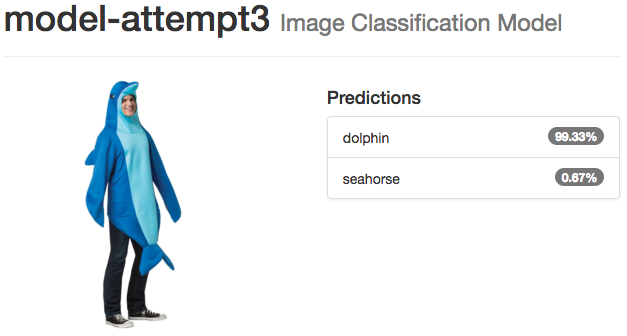 model-attempt3 Image Classification Model
Predictions
dolphin 99.33%
seahorse 0.67%